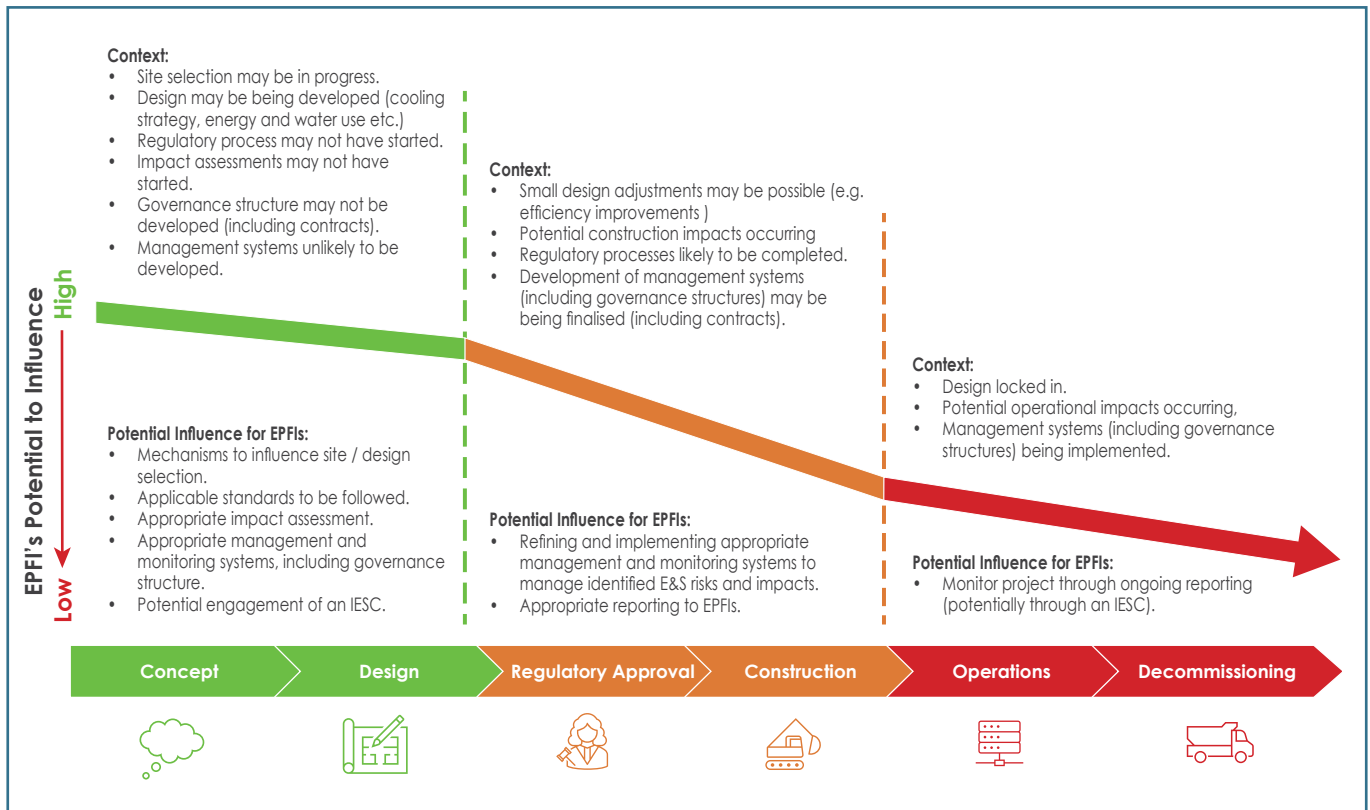 Context:
• Site selection may be in progress.
• Design may be being developed (cooling
strategy, energy and water use etc.)
• Regulatory process may not have started.
• Impact assessments may not have
started.
• Governance structure may not be
developed (including contracts).
• Management systems unlikely to be
developed.
Context:
• Small design adjustments may be possible (e.g.
efficiency improvements )
• Potential construction impacts occurring
• Regulatory processes likely to be completed.
• Development of management systems
(including governance structures) may be
being finalised (including contracts).
Context:
• Design locked in.
• Potential operational impacts occurring,
• Management systems (including governance
structures) being implemented.
EPFI's Potential to Influence
High
Low
Potential Influence for EPFIs:
• Mechanisms to influence site / design
selection.
• Applicable standards to be followed.
• Appropriate impact assessment.
• Appropriate management and
monitoring systems, including governance
structure.
• Potential engagement of an IESC.
Potential Influence for EPFIs:
• Refining and implementing appropriate
management and monitoring systems to
manage identified E&S risks and impacts.
• Appropriate reporting to EPFIs.
Potential Influence for EPFIs:
• Monitor project through ongoing reporting
(potentially through an IESC).
Concept
Design
Regulatory Approval
Construction
Operations
Decommissioning